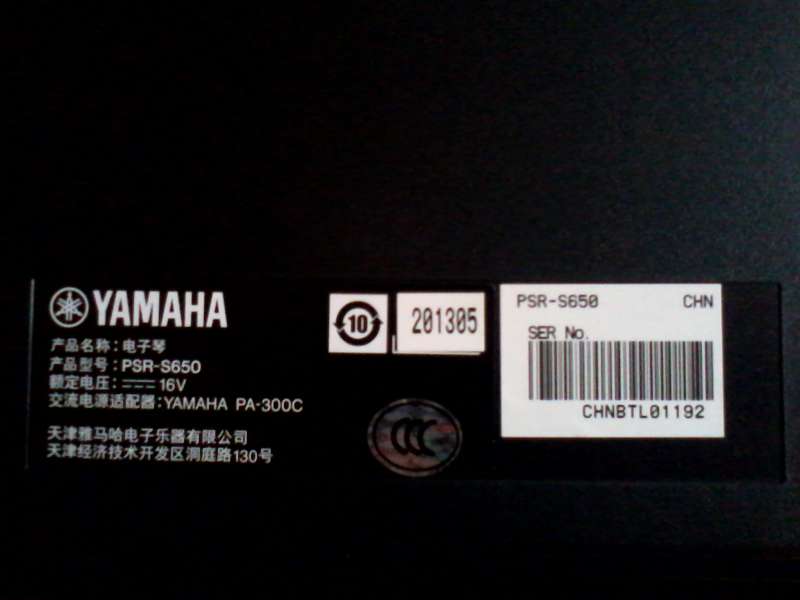 YAMAHA
产品名称：电子琴
产品型号：PSR-S650
额定电压：⎓16V
交流电源适配器：YAMAHA PA-300C
天津雅马哈电子乐器有限公司
天津经济技术开发区洞庭路130号
10
201305
CCC
PSR-S650 CHN
SER No.
CHNBTL01192